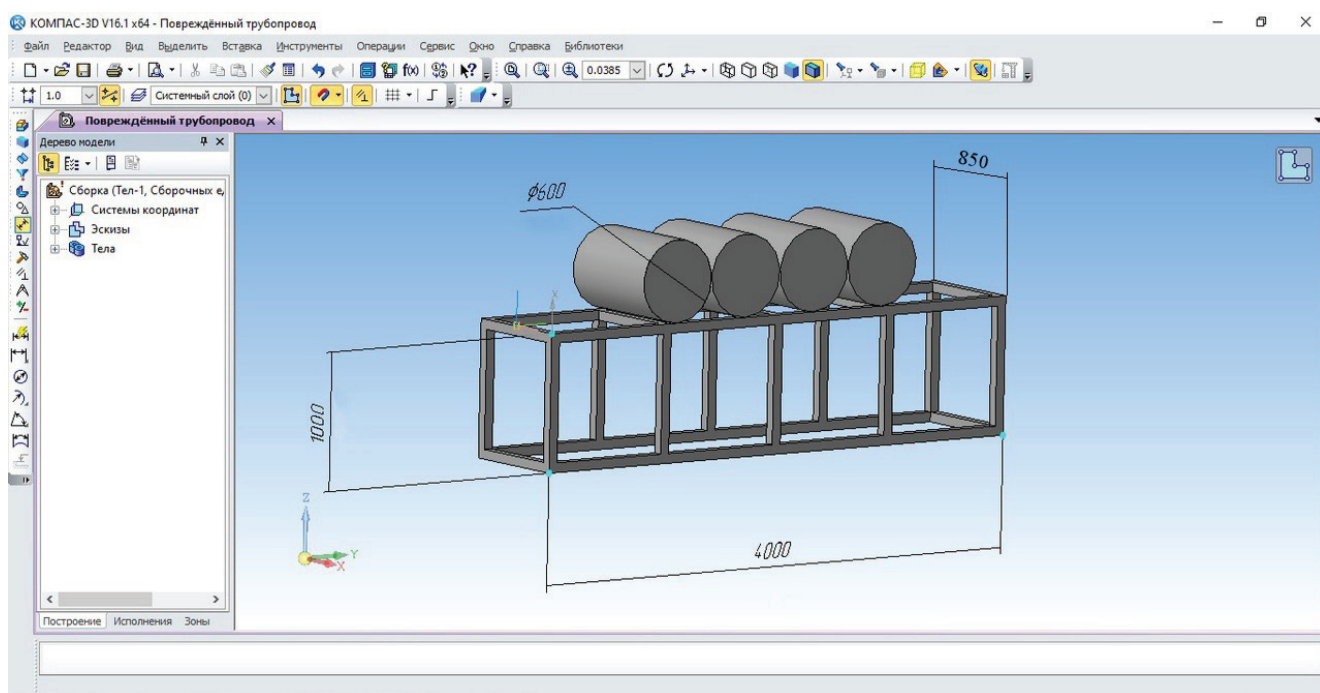 КОМПАС-3D V16.1 x64 - Повреждённый трубопровод
Файл Редактор Вид Выделить Вставка Инструменты Операции Сервис Окно Справка Библиотеки
0.0385
1.0 Системный слой (0)
Повреждённый трубопровод
Дерево модели
Сборка (Тел-1, Сборочных е
Системы координат
Эскизы
Тела
Построение Исполнения Зоны
850
ϕ600
1000
4000
X
Z
Y
X